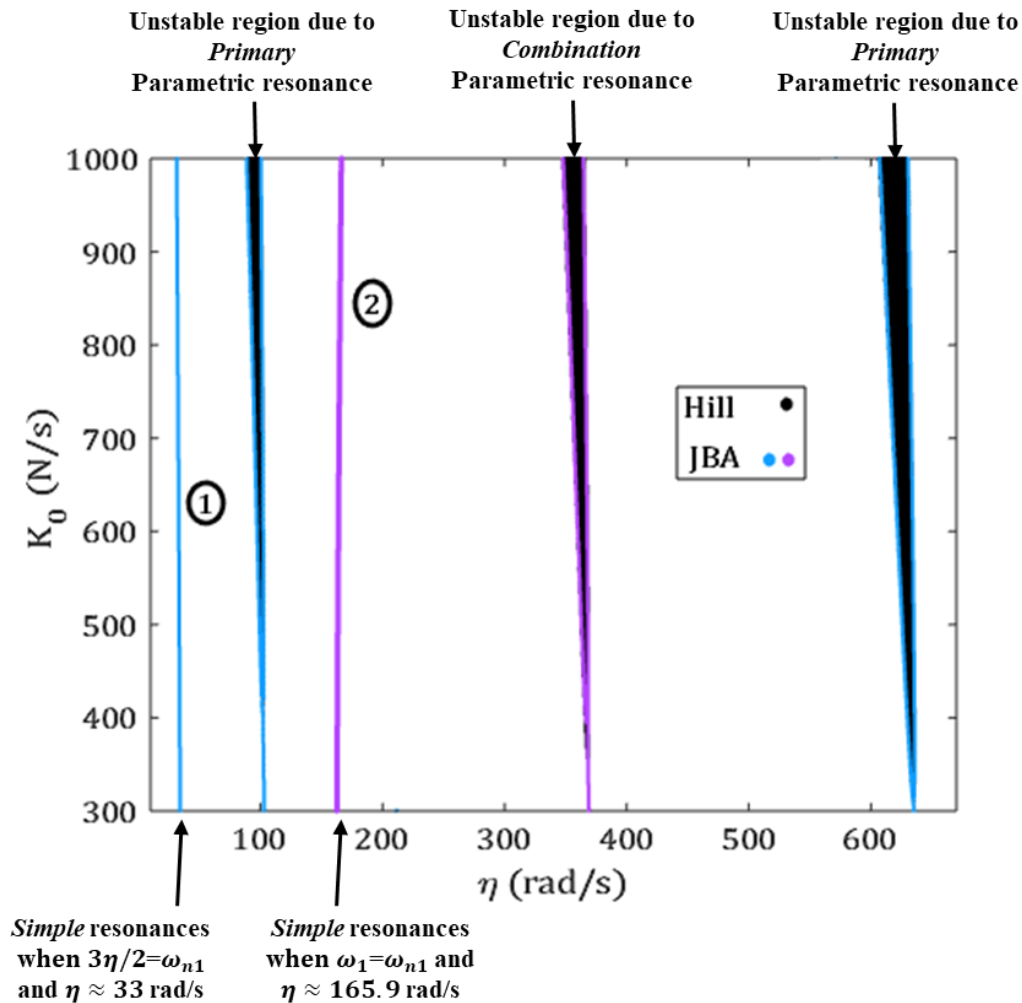 Unstable region due to
Primary
Parametric resonance
Unstable region due to
Combination
Parametric resonance
Unstable region due to
Primary
Parametric resonance
1000
900
800
700
600
500
400
300
K₀ (N/s)
1
2
Hill
JBA
100
200
300
400
500
600
η (rad/s)
Simple resonances
when 3η/2=ωₙ₁
and η ≈ 33 rad/s
Simple resonances
when ω₁=ωₙ₁ and
η ≈ 165.9 rad/s